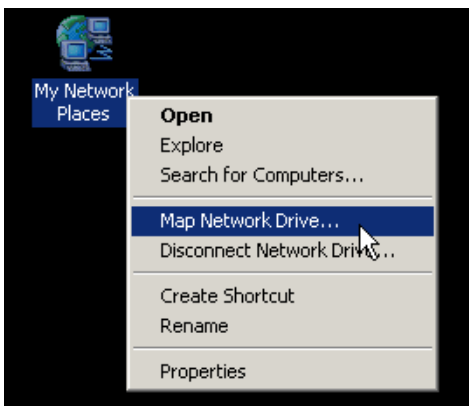 My Network
Places
Open
Explore
Search for Computers...
Map Network Drive...
Disconnect Network Drive...
Create Shortcut
Rename
Properties